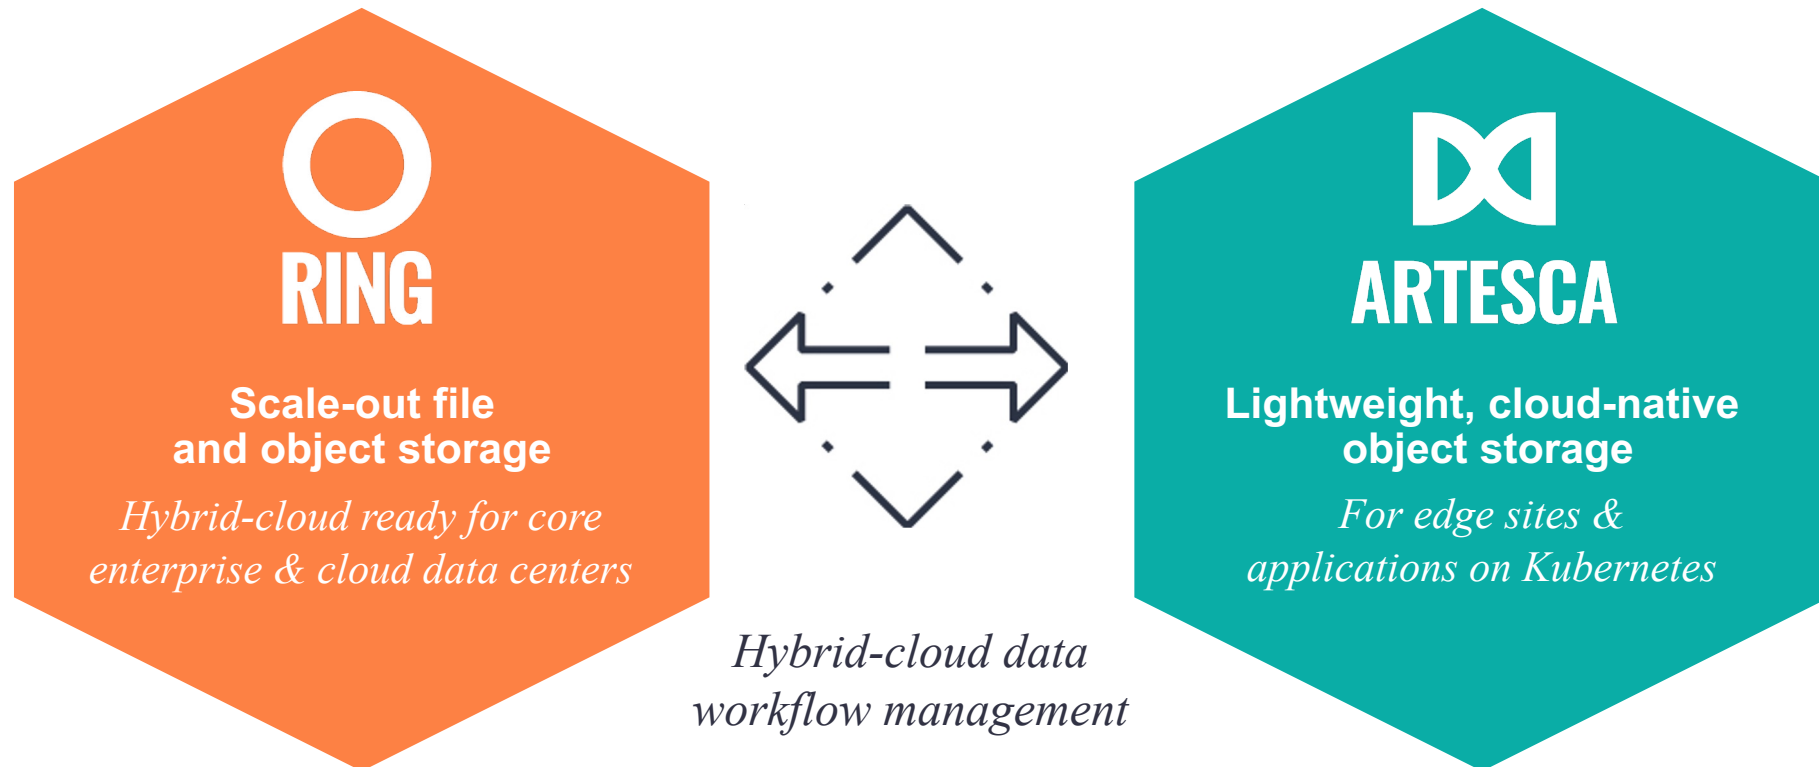 RING
Scale-out file
and object storage
Hybrid-cloud ready for core
enterprise & cloud data centers
Hybrid-cloud data
workflow management
ARTESCA
Lightweight, cloud-native
object storage
For edge sites &
applications on Kubernetes